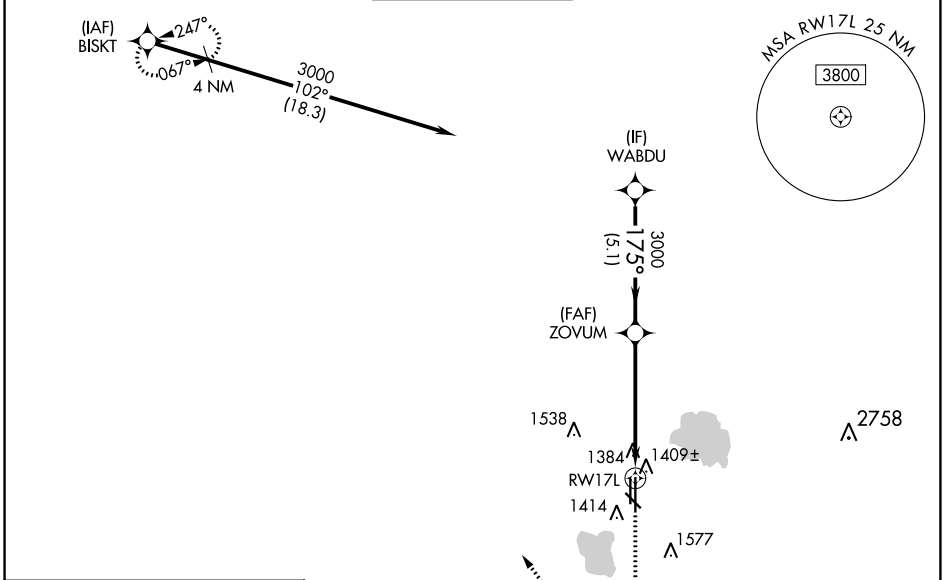 (IAF)
BISKT
247°
067°
4 NM
3000
102°
(18.3)
MSA RW17L 25 NM
3800
(IF)
WABDU
3000
175°
(5.1)
(FAF)
ZOVUM
1538
2758
1384
1409±
RW17L
1414
1577